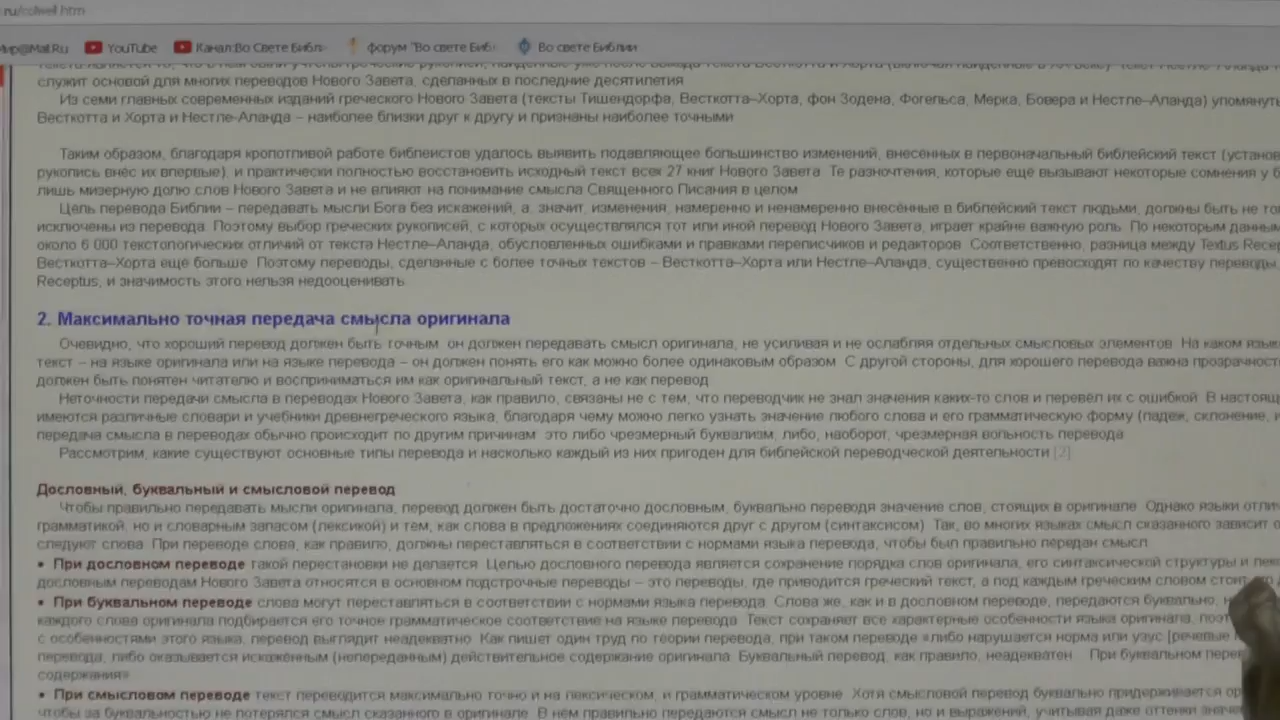 ru/colwell.htm
Мир@Mail.Ru YouTube Канал:Во Свете Библ форум "Во свете Биб Во свете Библии
служит основой для многих переводов Нового Завета, сделанных в последние десятилетия
Из семи главных современных изданий греческого Нового Завета (тексты Тишендорфа, Весткотта–Хорта, фон Зодена, Фогельса, Мерка, Бовера и Нестле–Аланда) упомянуты
Весткотта и Хорта и Нестле-Аланда – наиболее близки друг к другу и признаны наиболее точными
Таким образом, благодаря кропотливой работе библеистов удалось выявить подавляющее большинство изменений, внесённых в первоначальный библейский текст (установ
рукопись внёс их впервые), и практически полностью восстановить исходный текст всех 27 книг Нового Завета. Те разночтения, которые ещё вызывают некоторые сомнения у б
лишь мизерную долю слов Нового Завета и не влияют на понимание смысла Священного Писания в целом
Цель перевода Библии – передавать мысли Бога без искажений, а, значит, изменения, намеренно и ненамеренно внесённые в библейский текст людьми, должны быть не то
исключены из перевода. Поэтому выбор греческих рукописей, с которых осуществлялся тот или иной перевод Нового Завета, играет крайне важную роль. По некоторым данным
около 6 000 текстологических отличий от текста Нестле–Аланда, обусловленных ошибками и правками переписчиков и редакторов. Соответственно, разница между Textus Recep
Весткотта–Хорта ещё больше. Поэтому переводы, сделанные с более точных текстов – Весткотта–Хорта или Нестле–Аланда, существенно превосходят по качеству переводы,
Receptus, и значимость этого нельзя недооценивать.
2. Максимально точная передача смысла оригинала
Очевидно, что хороший перевод должен быть точным: он должен передавать смысл оригинала, не усиливая и не ослабляя отдельных смысловых элементов. На каком язык
текст – на языке оригинала или на языке перевода – он должен понять его как можно более одинаковым образом. С другой стороны, для хорошего перевода важна прозрачност
должен быть понятен читателю и восприниматься им как оригинальный текст, а не как перевод.
Неточности передачи смысла в переводах Нового Завета, как правило, связаны не с тем, что переводчик не знал значения каких-то слов и перевёл их с ошибкой. В настоящ
имеются различные словари и учебники древнегреческого языка, благодаря чему можно легко узнать значение любого слова и его грамматическую форму (падеж, склонение,
передача смысла в переводах обычно происходит по другим причинам: это либо чрезмерный буквализм, либо, наоборот, чрезмерная вольность перевода.
Рассмотрим, какие существуют основные типы перевода и насколько каждый из них пригоден для библейской переводческой деятельности [2]
Дословный, буквальный и смысловой перевод
Чтобы правильно передавать мысли оригинала, перевод должен быть достаточно дословным, буквально переводя значение слов, стоящих в оригинале. Однако языки отли
грамматикой, но и словарным запасом (лексикой) и тем, как слова в предложениях соединяются друг с другом (синтаксисом). Так, во многих языках смысл сказанного зависит о
следуют слова. При переводе слова, как правило, должны переставляться в соответствии с нормами языка перевода, чтобы был правильно передан смысл.
• При дословном переводе такой перестановки не делается. Целью дословного перевода является сохранение порядка слов оригинала, его синтаксической структуры и лек
дословным переводам Нового Завета относятся в основном подстрочные переводы – это переводы, где приводится греческий текст, а под каждым греческим словом стоит
• При буквальном переводе слова могут переставляться в соответствии с нормами языка перевода. Слова же, как и в дословном переводе, передаются буквально,
каждого слова оригинала подбирается его точное грамматическое соответствие на языке перевода. Текст сохраняет все характерные особенности языка оригинала, поэт
с особенностями этого языка, перевод выглядит неадекватно. Как пишет один труд по теории перевода, при таком переводе «либо нарушается норма или узус [речевые
перевода, либо оказывается искажённым (непереданным) действительное содержание оригинала. Буквальный перевод, как правило, неадекватен... При буквальном перев
содержания»
• При смысловом переводе текст переводится максимально точно и на лексическом, и грамматическом уровне. Хотя смысловой перевод буквально придерживается ор
чтобы за буквальностью не потерялся смысл сказанного в оригинале. В нём правильно передаются смысл не только слов, но и выражений, учитывая даже оттенки значен